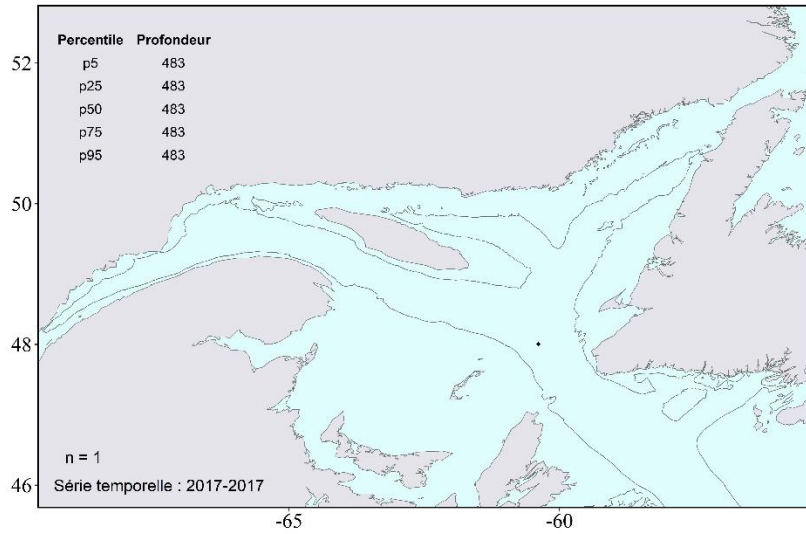 Percentile Profondeur
p5 483
p25 483
p50 483
p75 483
p95 483
52
50
48
46
n = 1
Série temporelle : 2017-2017
-65 -60